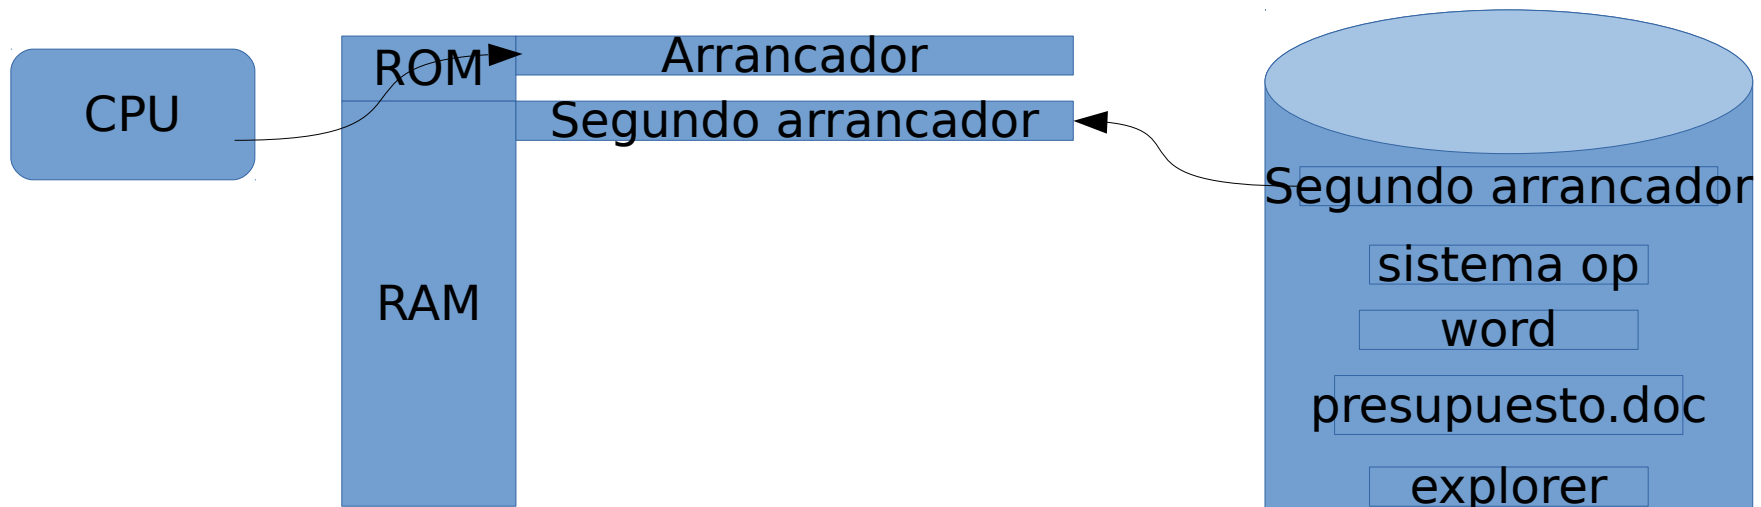 CPU
ROM
Arrancador
Segundo arrancador
RAM
Segundo arrancador
sistema op
word
presupuesto.doc
explorer